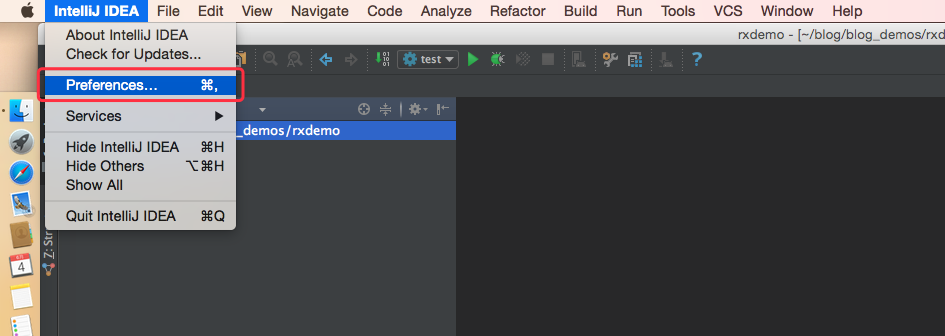 IntelliJ IDEA File Edit View Navigate Code Analyze Refactor Build Run Tools VCS Window Help
rxdemo - [~/blog/blog_demos/rxd
About IntelliJ IDEA
Check for Updates...
test
Preferences... ⌘,
Services
_demos/rxdemo
Hide IntelliJ IDEA ⌘H
Hide Others ⌥⌘H
Show All
Quit IntelliJ IDEA ⌘Q
Z: Str
4